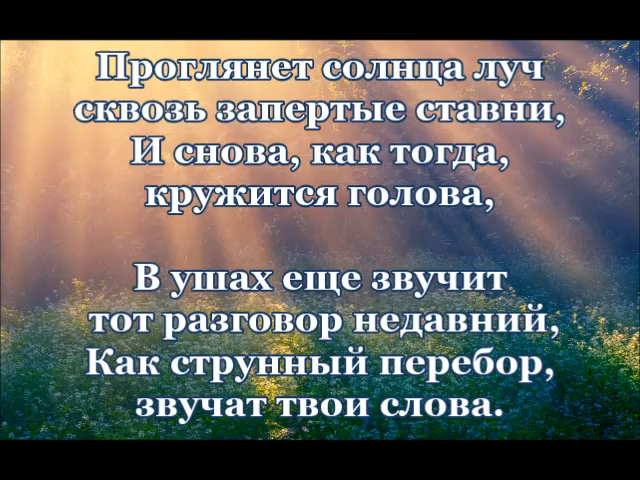 Проглянет солнца луч
сквозь запертые ставни,
И снова, как тогда,
кружится голова,
В ушах еще звучит
тот разговор недавний,
Как струнный перебор,
звучат твои слова.